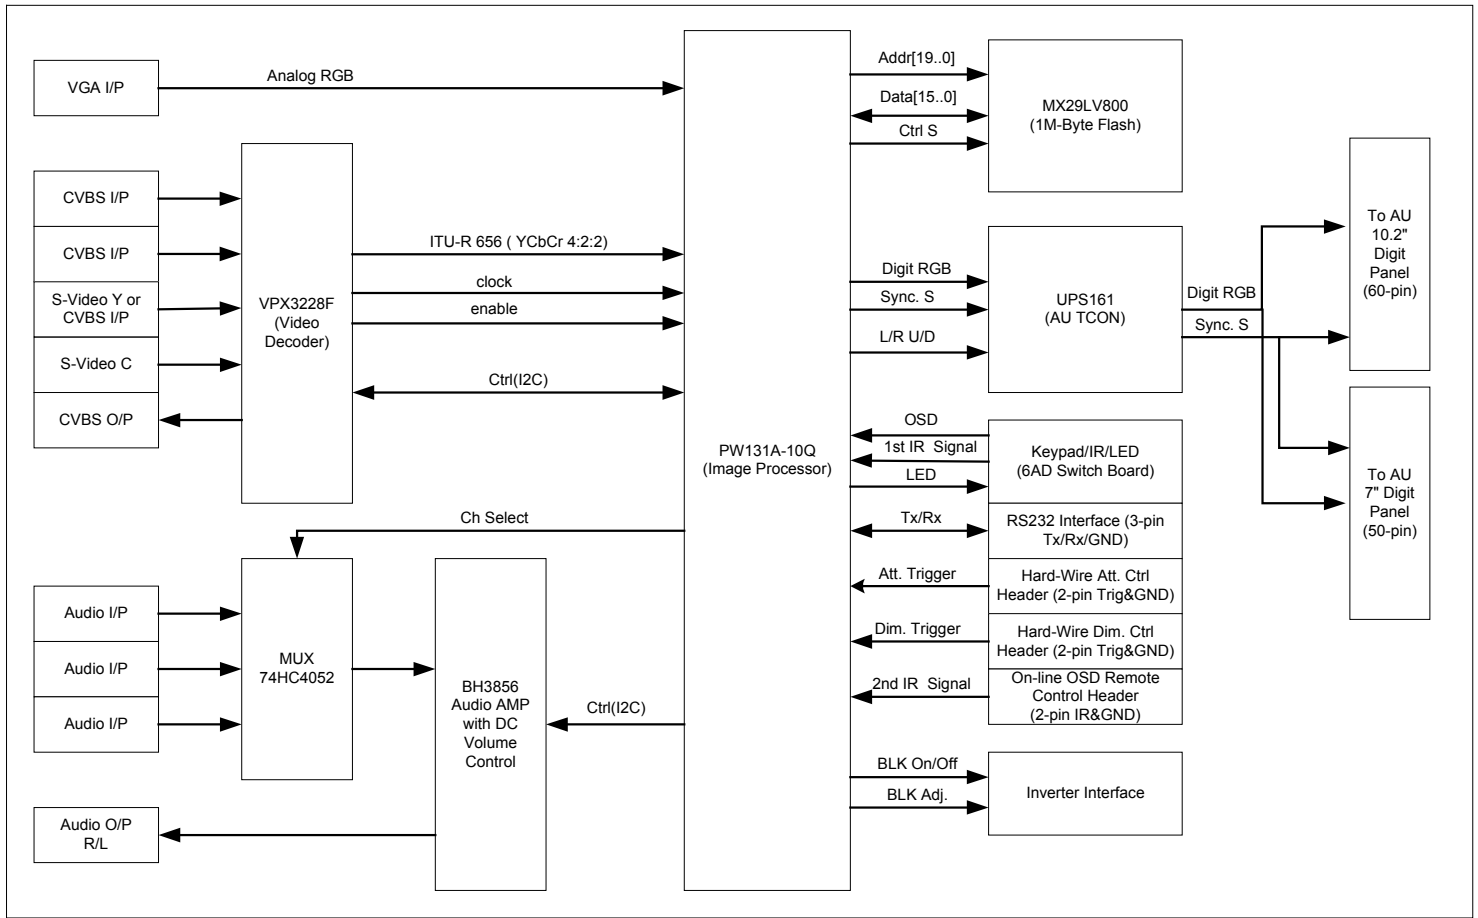 VGA I/P
Analog RGB
CVBS I/P
CVBS I/P
S-Video Y or
CVBS I/P
S-Video C
CVBS O/P
VPX3228F
(Video
Decoder)
ITU-R 656 ( YCbCr 4:2:2)
clock
enable
Ctrl(I2C)
Ch Select
Audio I/P
Audio I/P
Audio I/P
Audio O/P
R/L
MUX
74HC4052
BH3856
Audio AMP
with DC
Volume
Control
Ctrl(I2C)
PW131A-10Q
(Image Processor)
Addr[19..0]
Data[15..0]
Ctrl S
MX29LV800
(1M-Byte Flash)
Digit RGB
Sync. S
L/R U/D
UPS161
(AU TCON)
Digit RGB
Sync. S
To AU
10.2"
Digit
Panel
(60-pin)
To AU
7" Digit
Panel
(50-pin)
OSD
1st IR Signal
LED
Keypad/IR/LED
(6AD Switch Board)
Tx/Rx
RS232 Interface (3-pin
Tx/Rx/GND)
Att. Trigger
Hard-Wire Att. Ctrl
Header (2-pin Trig&GND)
Dim. Trigger
Hard-Wire Dim. Ctrl
Header (2-pin Trig&GND)
2nd IR Signal
On-line OSD Remote
Control Header
(2-pin IR&GND)
BLK On/Off
BLK Adj.
Inverter Interface